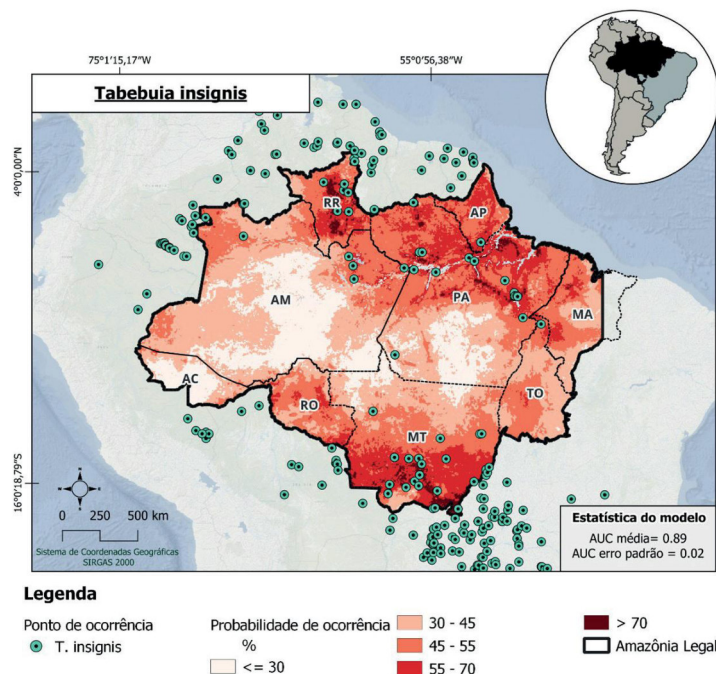 75°1'15,17"W
55°0'56,38"W
Tabebuia insignis
4°0'0,00"N
RR
AP
AM
PA
MA
AC
RO
TO
MT
16°0'18,79"S
0 250 500 km
Sistema de Coordenadas Geográficas
SIRGAS 2000
Estatística do modelo
AUC média= 0.89
AUC erro padrão = 0.02
Legenda
Ponto de ocorrência
T. insignis
Probabilidade de ocorrência
%
<= 30
30 - 45
45 - 55
55 - 70
> 70
Amazônia Legal